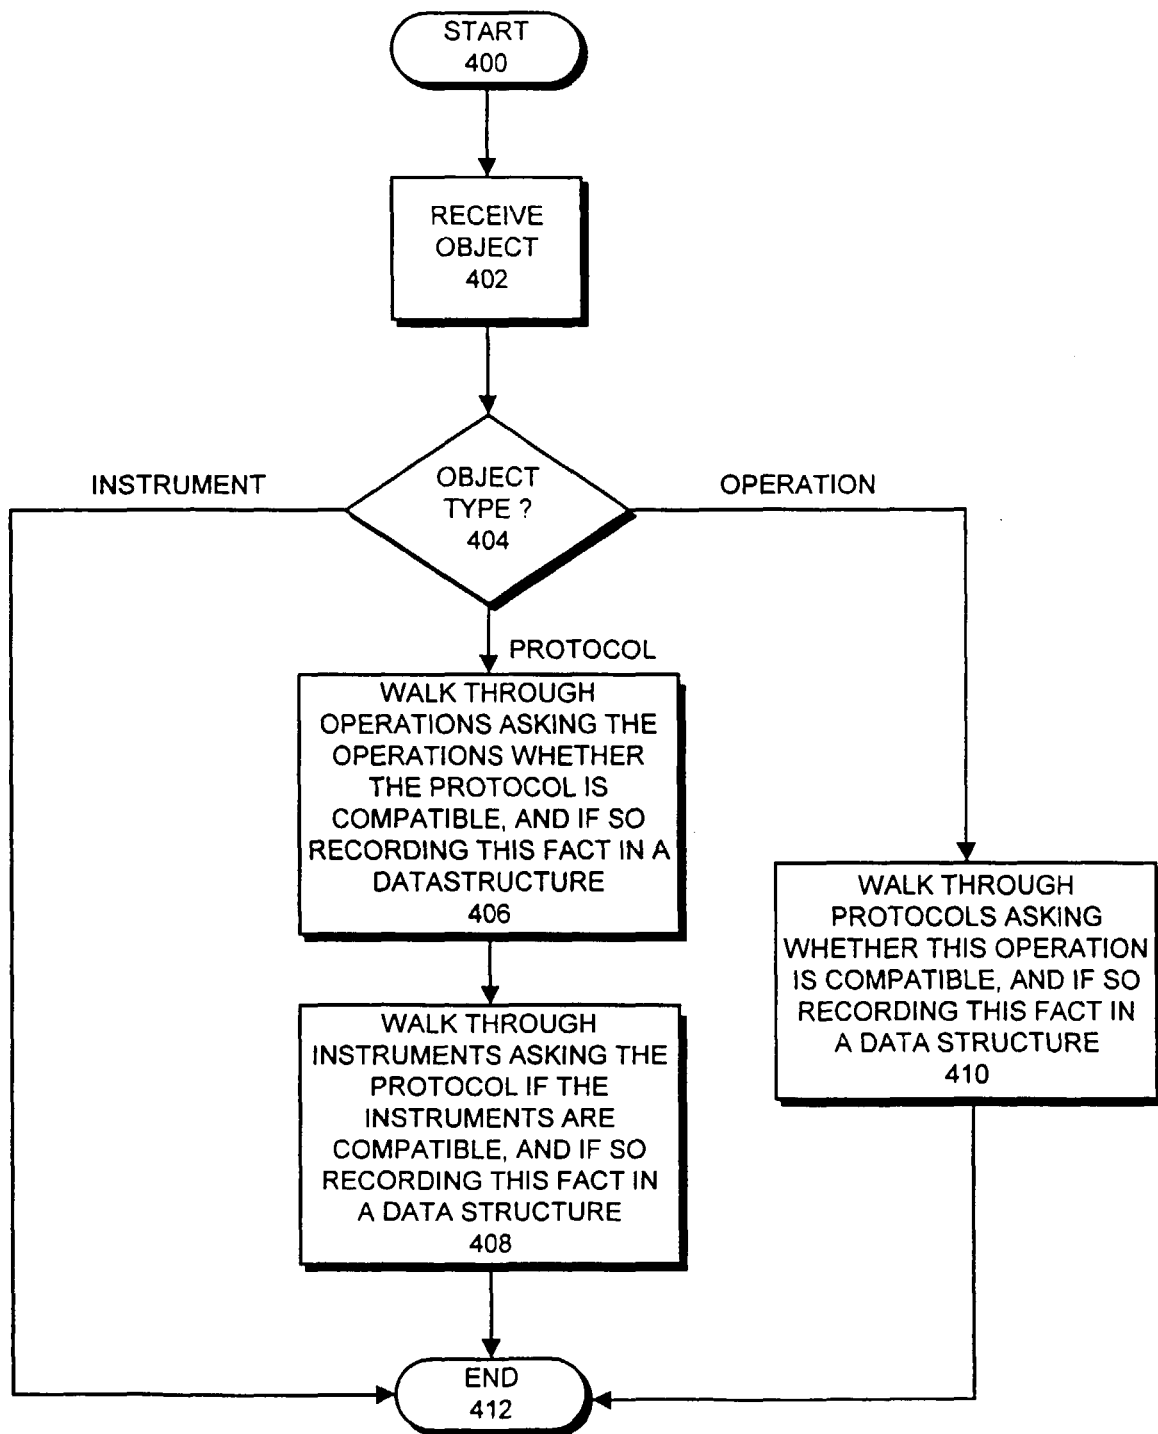 START
400
RECEIVE
OBJECT
402
INSTRUMENT
OBJECT
TYPE ?
404
OPERATION
PROTOCOL
WALK THROUGH
OPERATIONS ASKING THE
OPERATIONS WHETHER
THE PROTOCOL IS
COMPATIBLE, AND IF SO
RECORDING THIS FACT IN A
DATASTRUCTURE
406
WALK THROUGH
PROTOCOLS ASKING
WHETHER THIS OPERATION
IS COMPATIBLE, AND IF SO
RECORDING THIS FACT IN
A DATA STRUCTURE
410
WALK THROUGH
INSTRUMENTS ASKING THE
PROTOCOL IF THE
INSTRUMENTS ARE
COMPATIBLE, AND IF SO
RECORDING THIS FACT IN
A DATA STRUCTURE
408
END
412